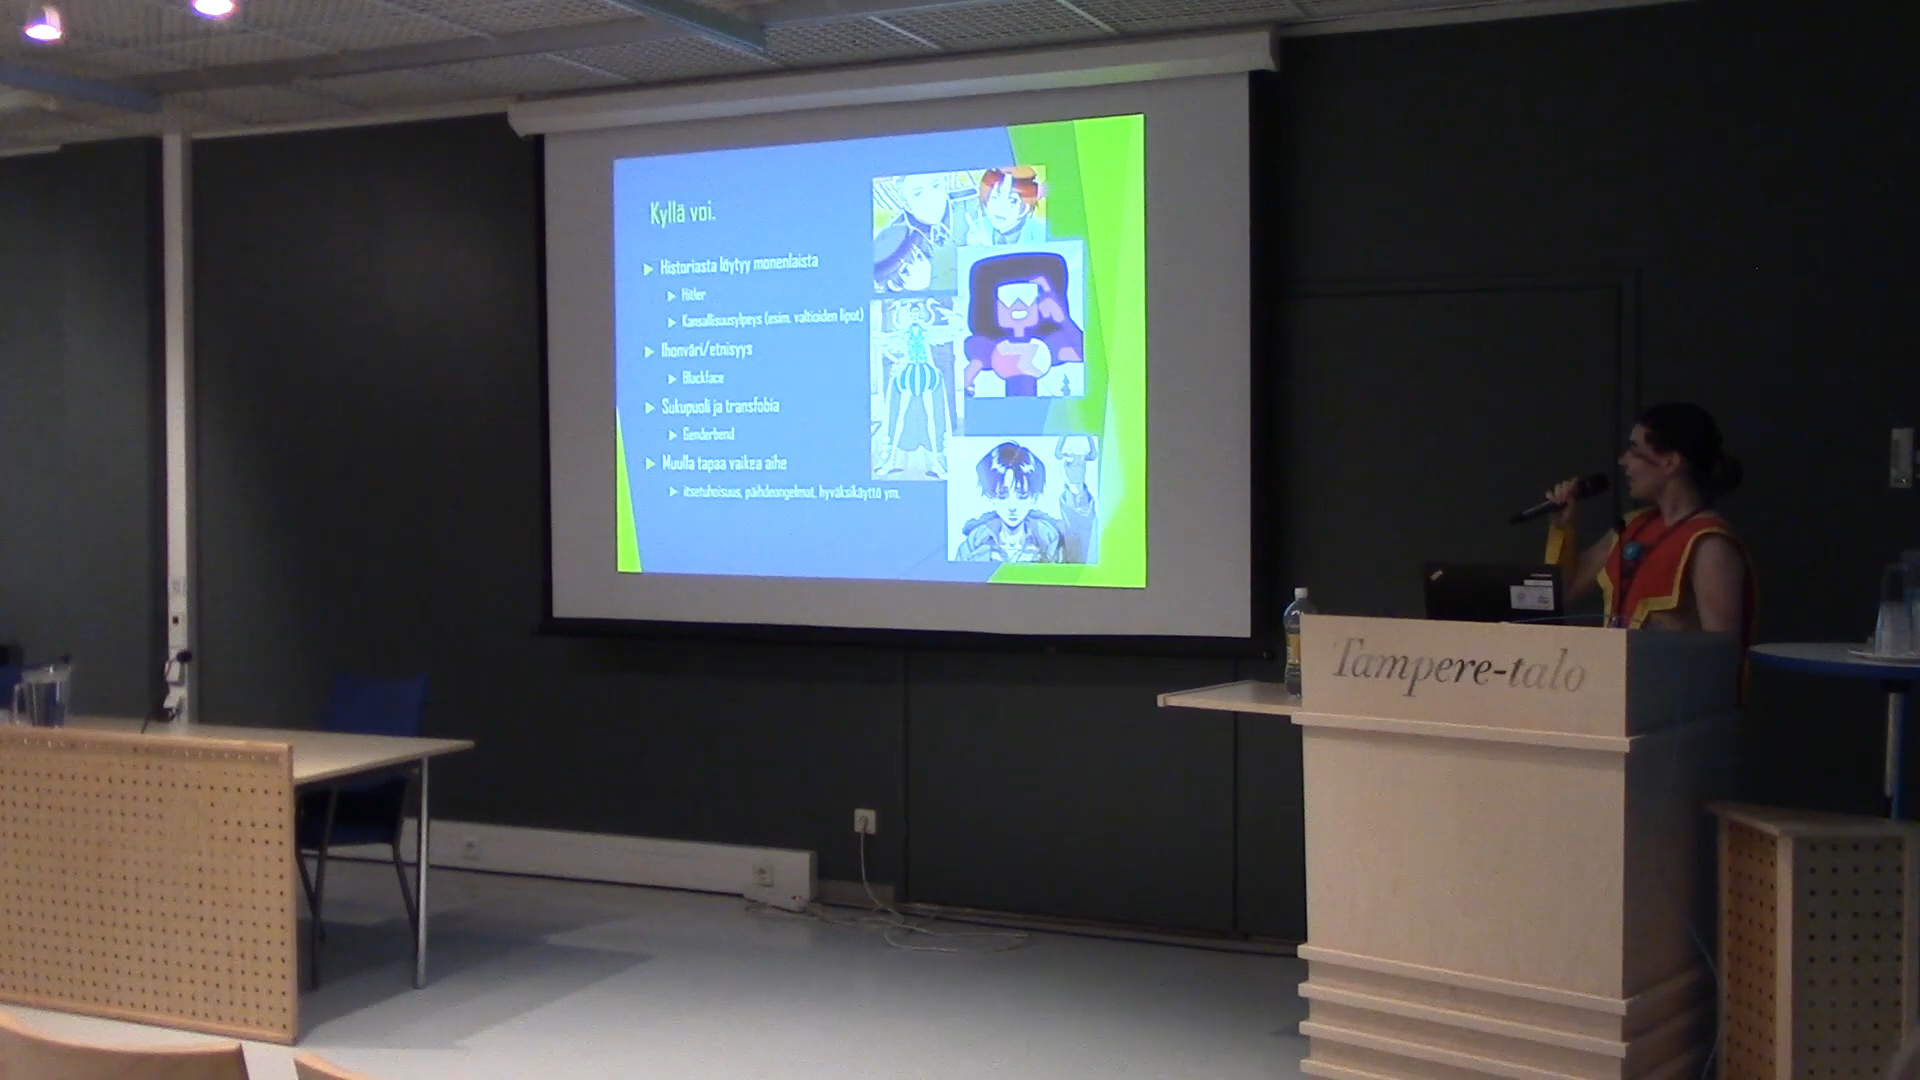 Kyllä voi.
Historiasta löytyy monenlaista
Hitler
Kansallisuusylpeys (esim. valtioiden liput)
Ihonväri/etnisyys
Blackface
Sukupuoli ja transfobia
Genderbend
Muulla tapaa vaikea aihe
itsetuhoisuus, päihdeongelmat, hyväksikäyttö ym.
Tampere-talo